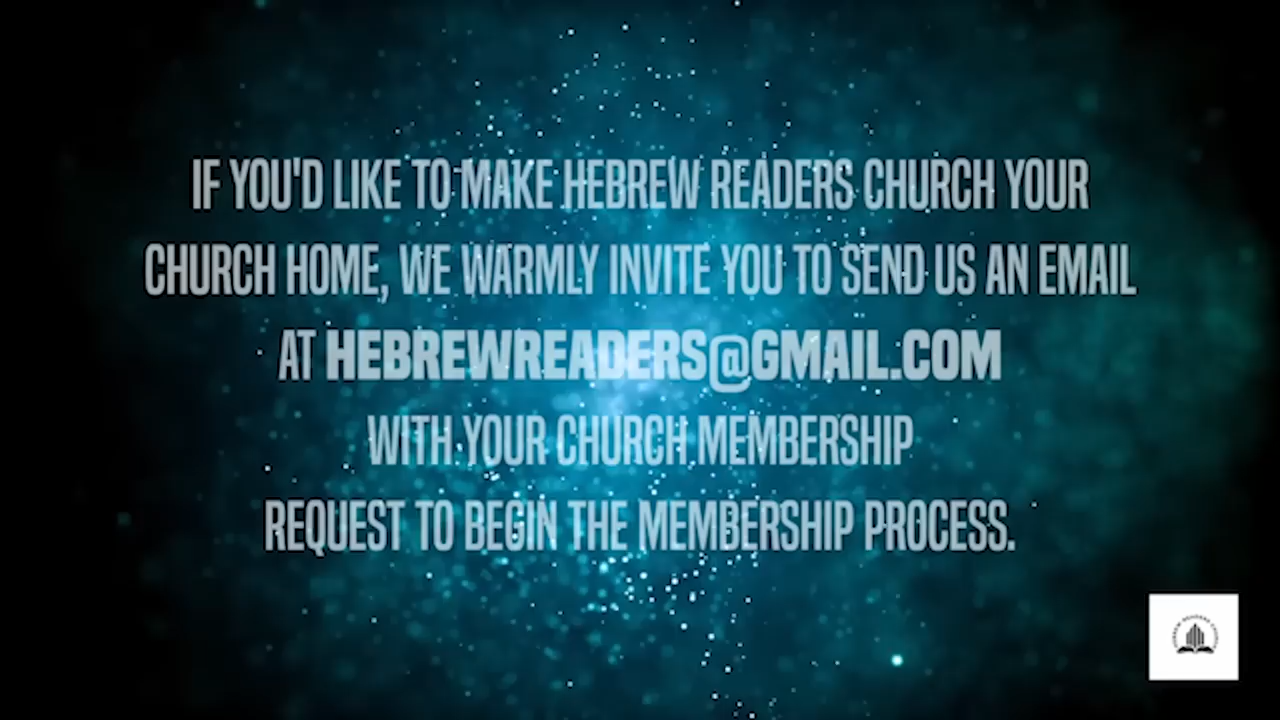 IF YOU'D LIKE TO MAKE HEBREW READERS CHURCH YOUR
CHURCH HOME, WE WARMLY INVITE YOU TO SEND US AN EMAIL
AT HEBREWREADERS@GMAIL.COM
WITH YOUR CHURCH MEMBERSHIP
REQUEST TO BEGIN THE MEMBERSHIP PROCESS.